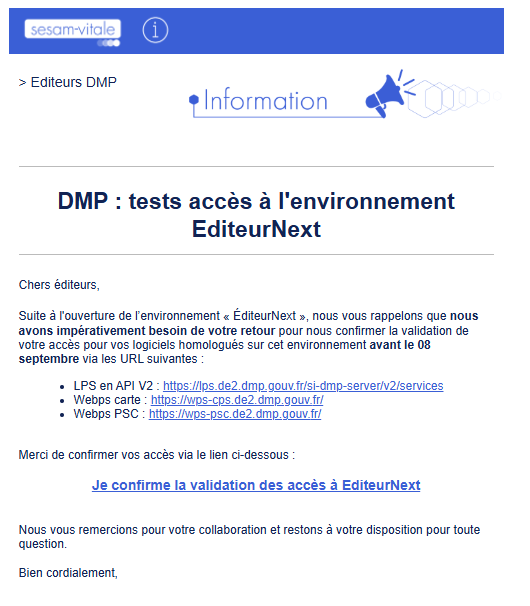 sesam-vitale
i
> Editeurs DMP
Information
DMP : tests accès à l'environnement
EditeurNext
Chers éditeurs,
Suite à l'ouverture de l'environnement « ÉditeurNext », nous vous rappelons que nous
avons impérativement besoin de votre retour pour nous confirmer la validation de
votre accès pour vos logiciels homologués sur cet environnement avant le 08
septembre via les URL suivantes :
• LPS en API V2 : https://lps.de2.dmp.gouv.fr/si-dmp-server/v2/services
• Webps carte : https://wps-cps.de2.dmp.gouv.fr/
• Webps PSC : https://wps-psc.de2.dmp.gouv.fr/
Merci de confirmer vos accès via le lien ci-dessous :
Je confirme la validation des accès à EditeurNext
Nous vous remercions pour votre collaboration et restons à votre disposition pour toute
question.
Bien cordialement,